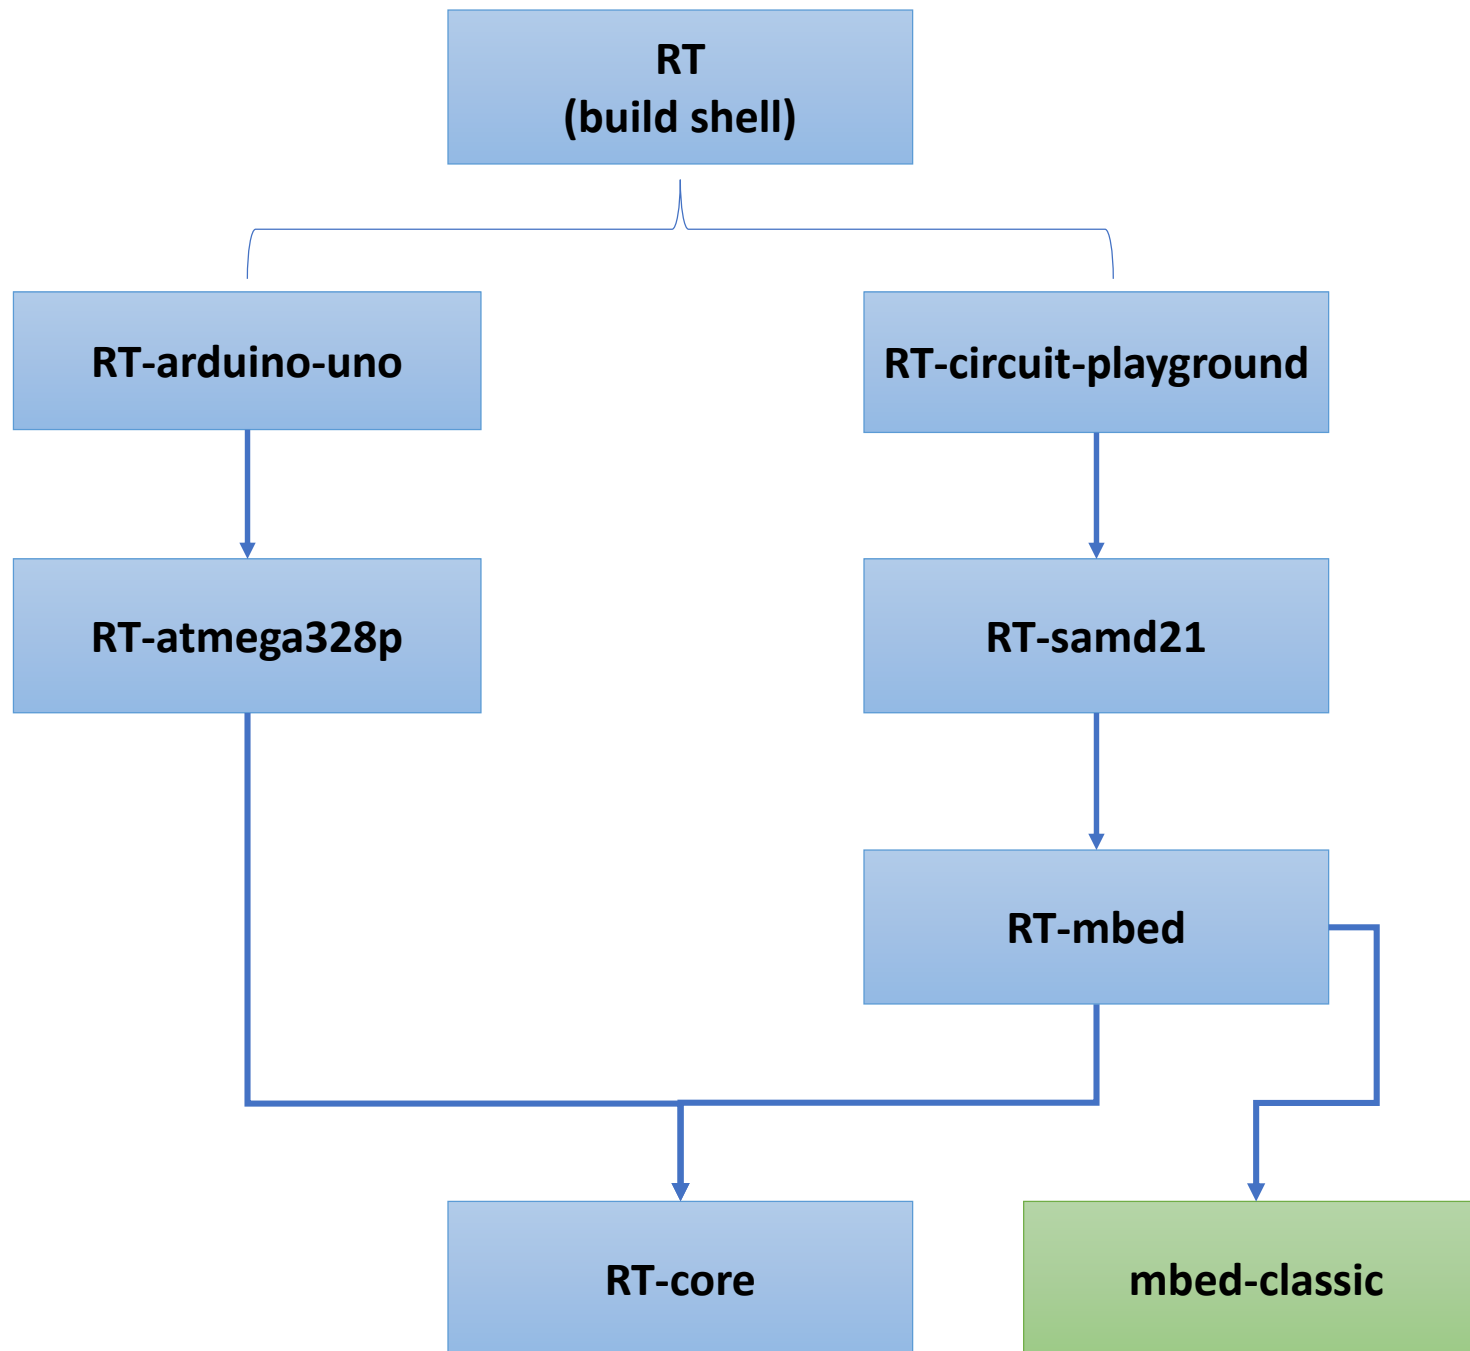 RT
(build shell)
RT-arduino-uno
RT-circuit-playground
RT-atmega328p
RT-samd21
RT-mbed
RT-core
mbed-classic